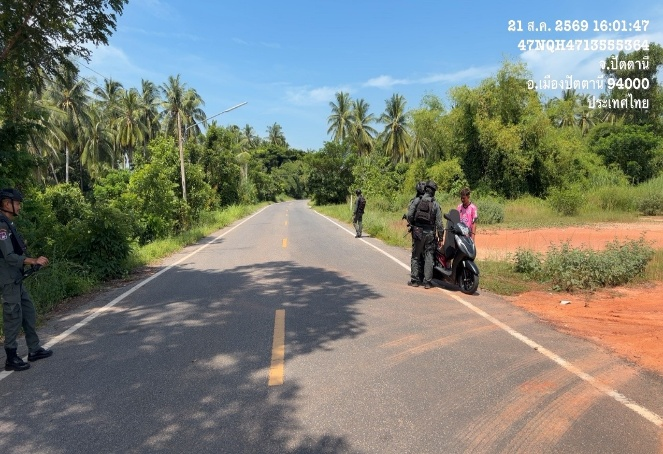 21 ส.ค. 2569 16:01:47
47NQH4713555364
จ.ปัตตานี
อ.เมืองปัตตานี 94000
ประเทศไทย